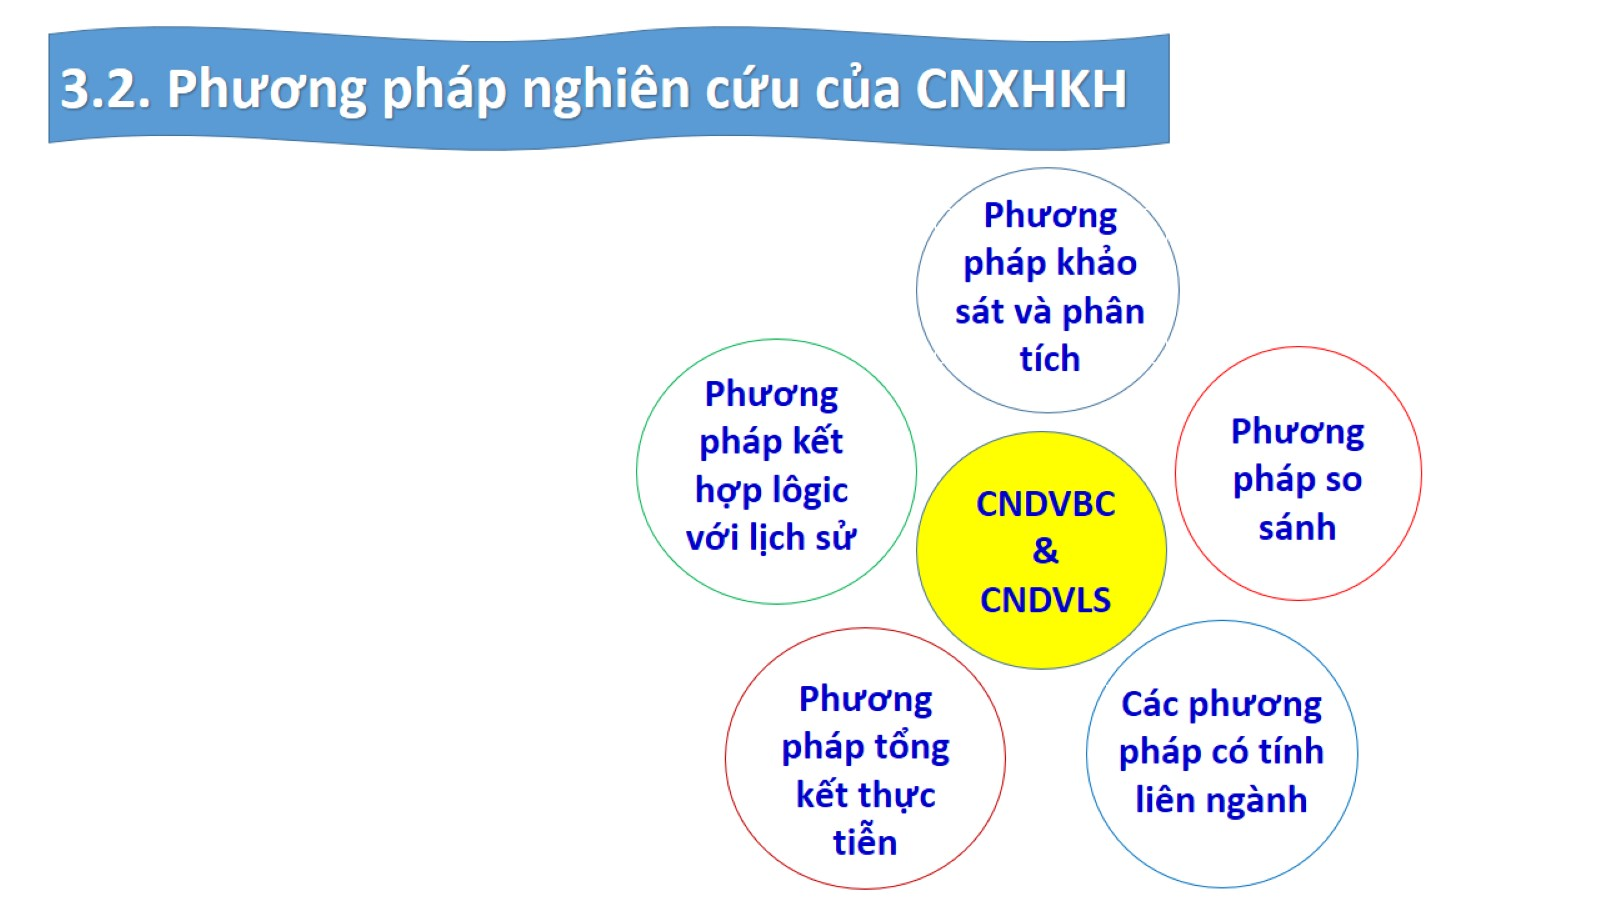 3.2. Phương pháp nghiên cứu của CNXHKH
Phương
pháp khảo
sát và phân
tích
Phương
pháp kết
hợp lôgic
với lịch sử
Phương
pháp so
sánh
CNDVBC
&
CNDVLS
Phương
pháp tổng
kết thực
tiễn
Các phương
pháp có tính
liên ngành